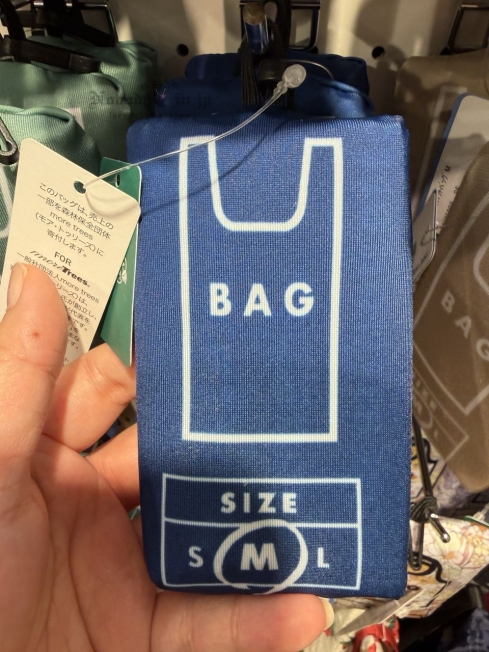 このバッグは、売上の
一部を森林保全団体
more trees
(モア・トゥリーズ)に
寄付します。
FOR
more Trees.
BAG
SIZE
S M L
BAG